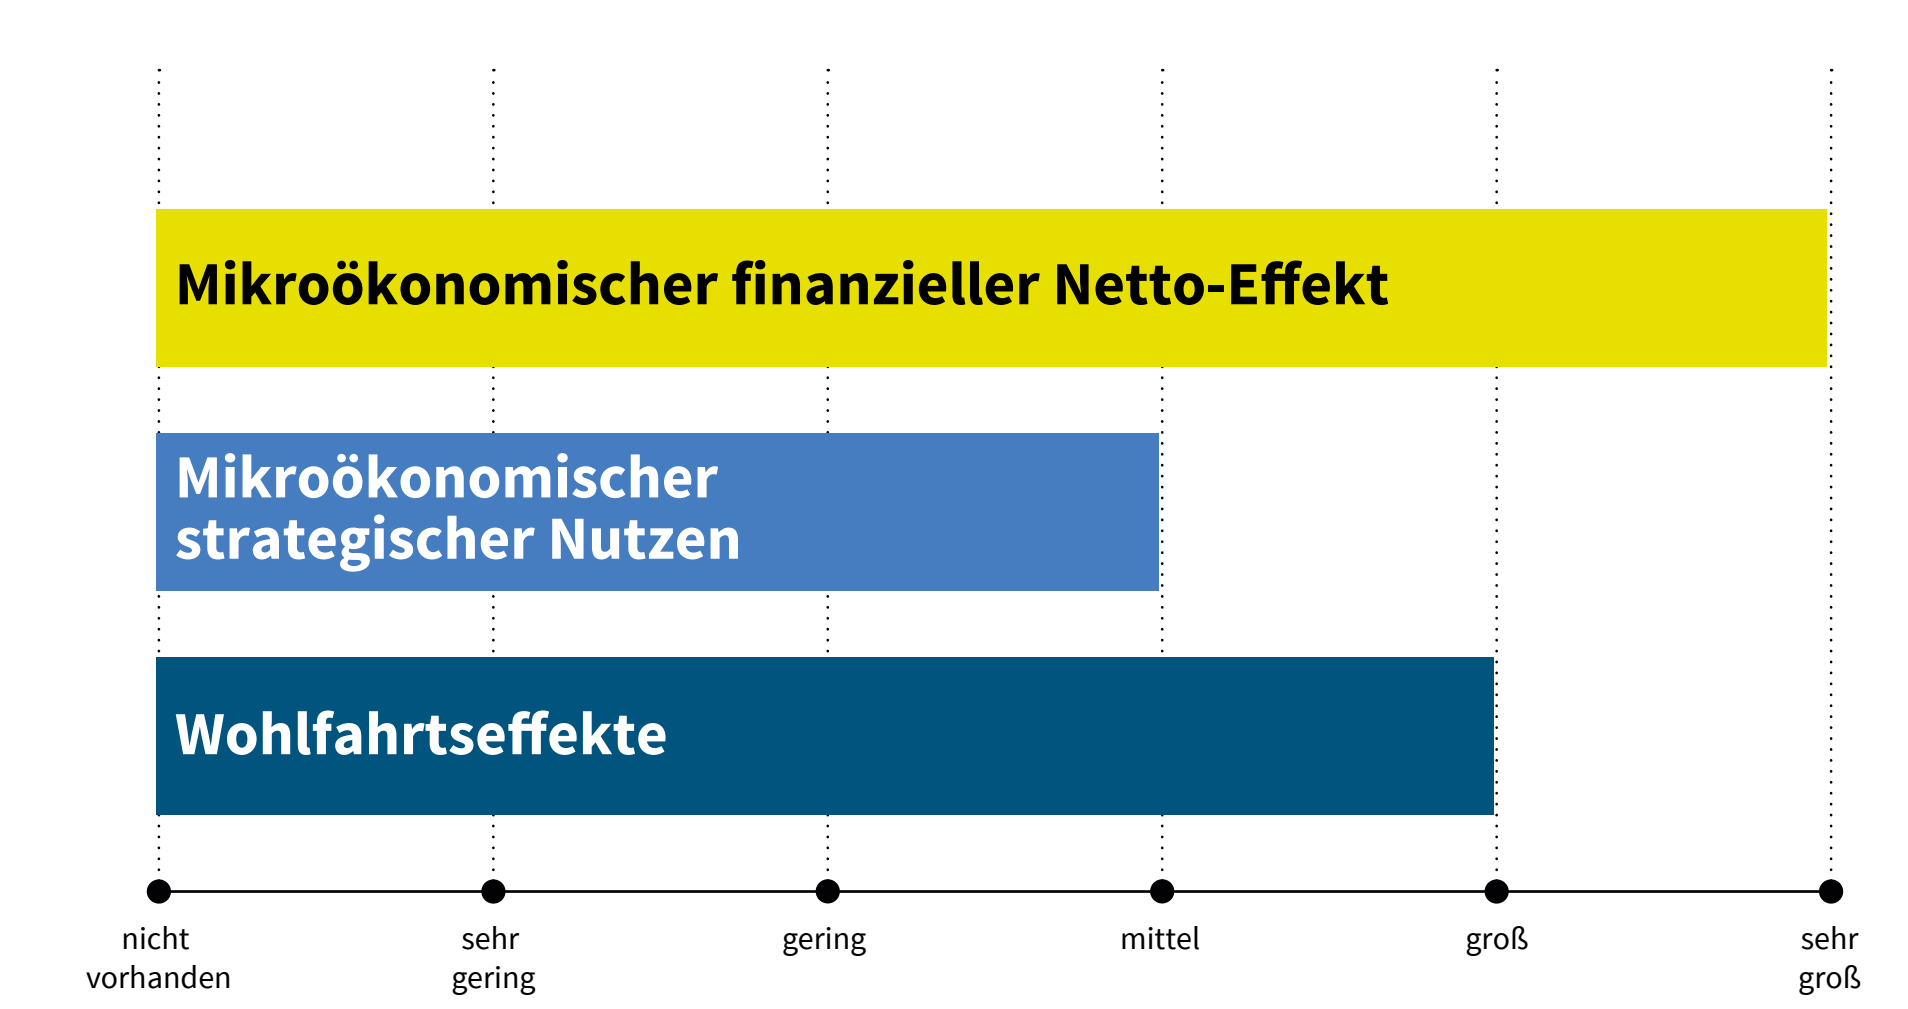 Mikroökonomischer finanzieller Netto-Effekt
Mikroökonomischer
strategischer Nutzen
Wohlfahrtseffekte
nicht
vorhanden
sehr
gering
gering
mittel
groß
sehr
groß